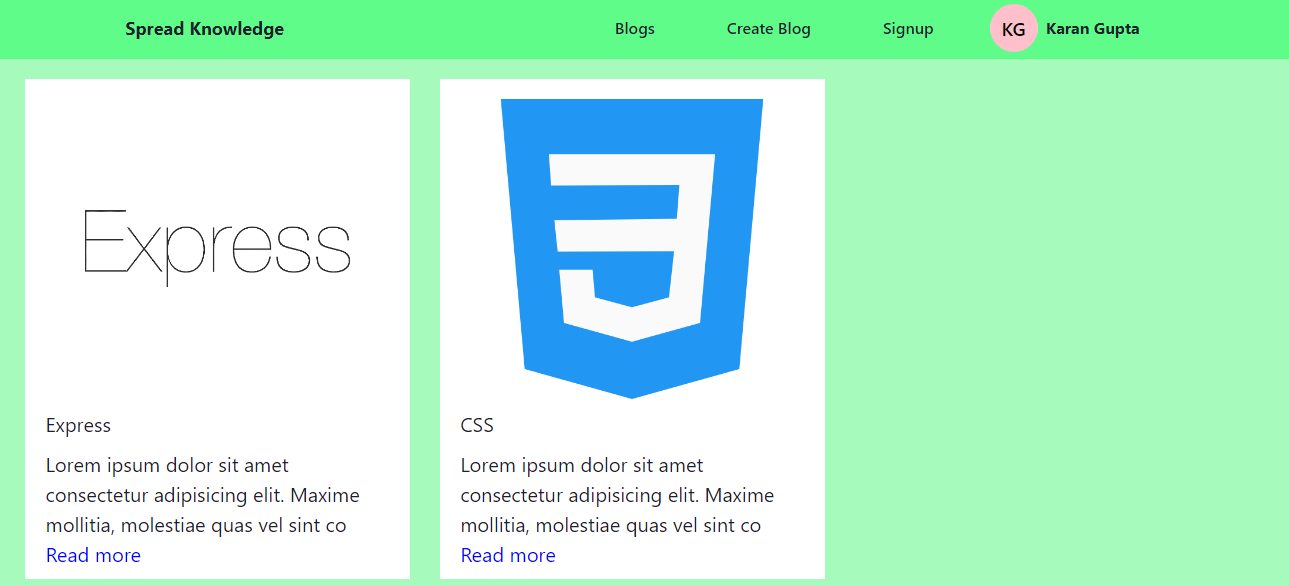 Spread Knowledge
Blogs
Create Blog
Signup
KG
Karan Gupta
Express
Express
Lorem ipsum dolor sit amet
consectetur adipisicing elit. Maxime
mollitia, molestiae quas vel sint co
Read more
3
CSS
Lorem ipsum dolor sit amet
consectetur adipisicing elit. Maxime
mollitia, molestiae quas vel sint co
Read more